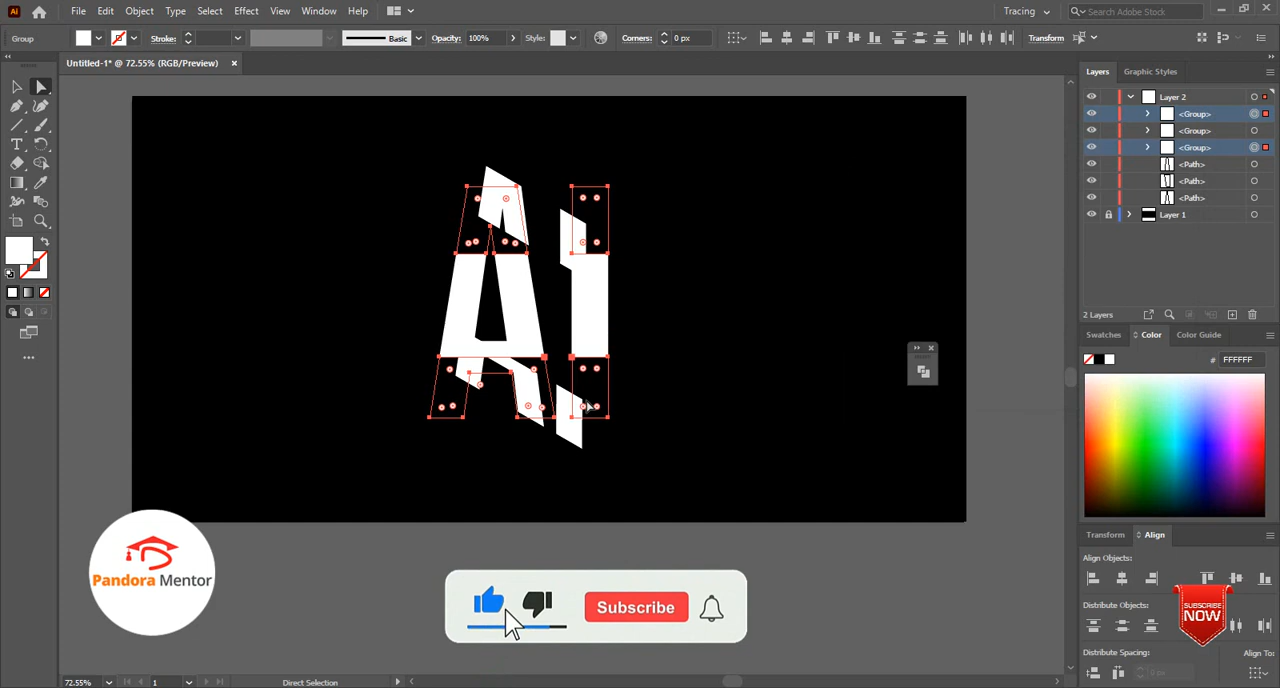 Ai File Edit Object Type Select Effect View Window Help Tracing Search Adobe Stock
Group Stroke: Basic Opacity: 100% Style: Corners: 0 px Transform
Untitled-1* @ 72.55% (RGB/Preview)
Layers Graphic Styles
Layer 2
<Group>
<Group>
<Group>
<Path>
<Path>
<Path>
Layer 1
2 Layers
Swatches Color Color Guide
# FFFFFF
AI
Transform Align
Align Objects:
Distribute Objects:
Distribute Spacing: Align To:
0 px
Pandora Mentor
Subscribe
SUBSCRIBE
NOW
72.55% 1 Direct Selection